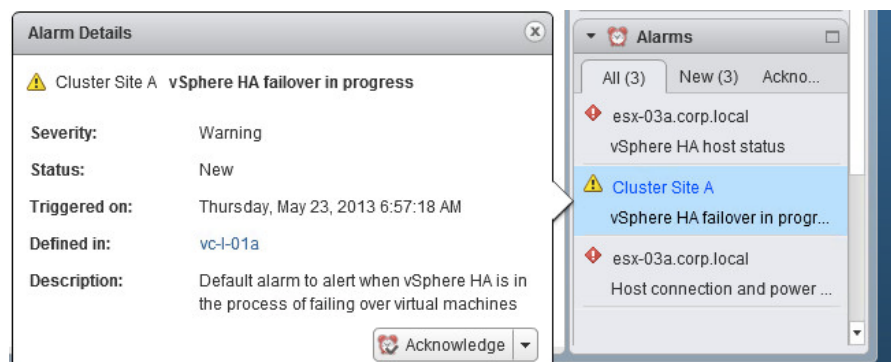 Alarm Details
Cluster Site A vSphere HA failover in progress
Severity: Warning
Status: New
Triggered on: Thursday, May 23, 2013 6:57:18 AM
Defined in: vc-l-01a
Description: Default alarm to alert when vSphere HA is in
the process of failing over virtual machines
Acknowledge
Alarms
All (3) New (3) Ackno...
esx-03a.corp.local
vSphere HA host status
Cluster Site A
vSphere HA failover in progr...
esx-03a.corp.local
Host connection and power ...